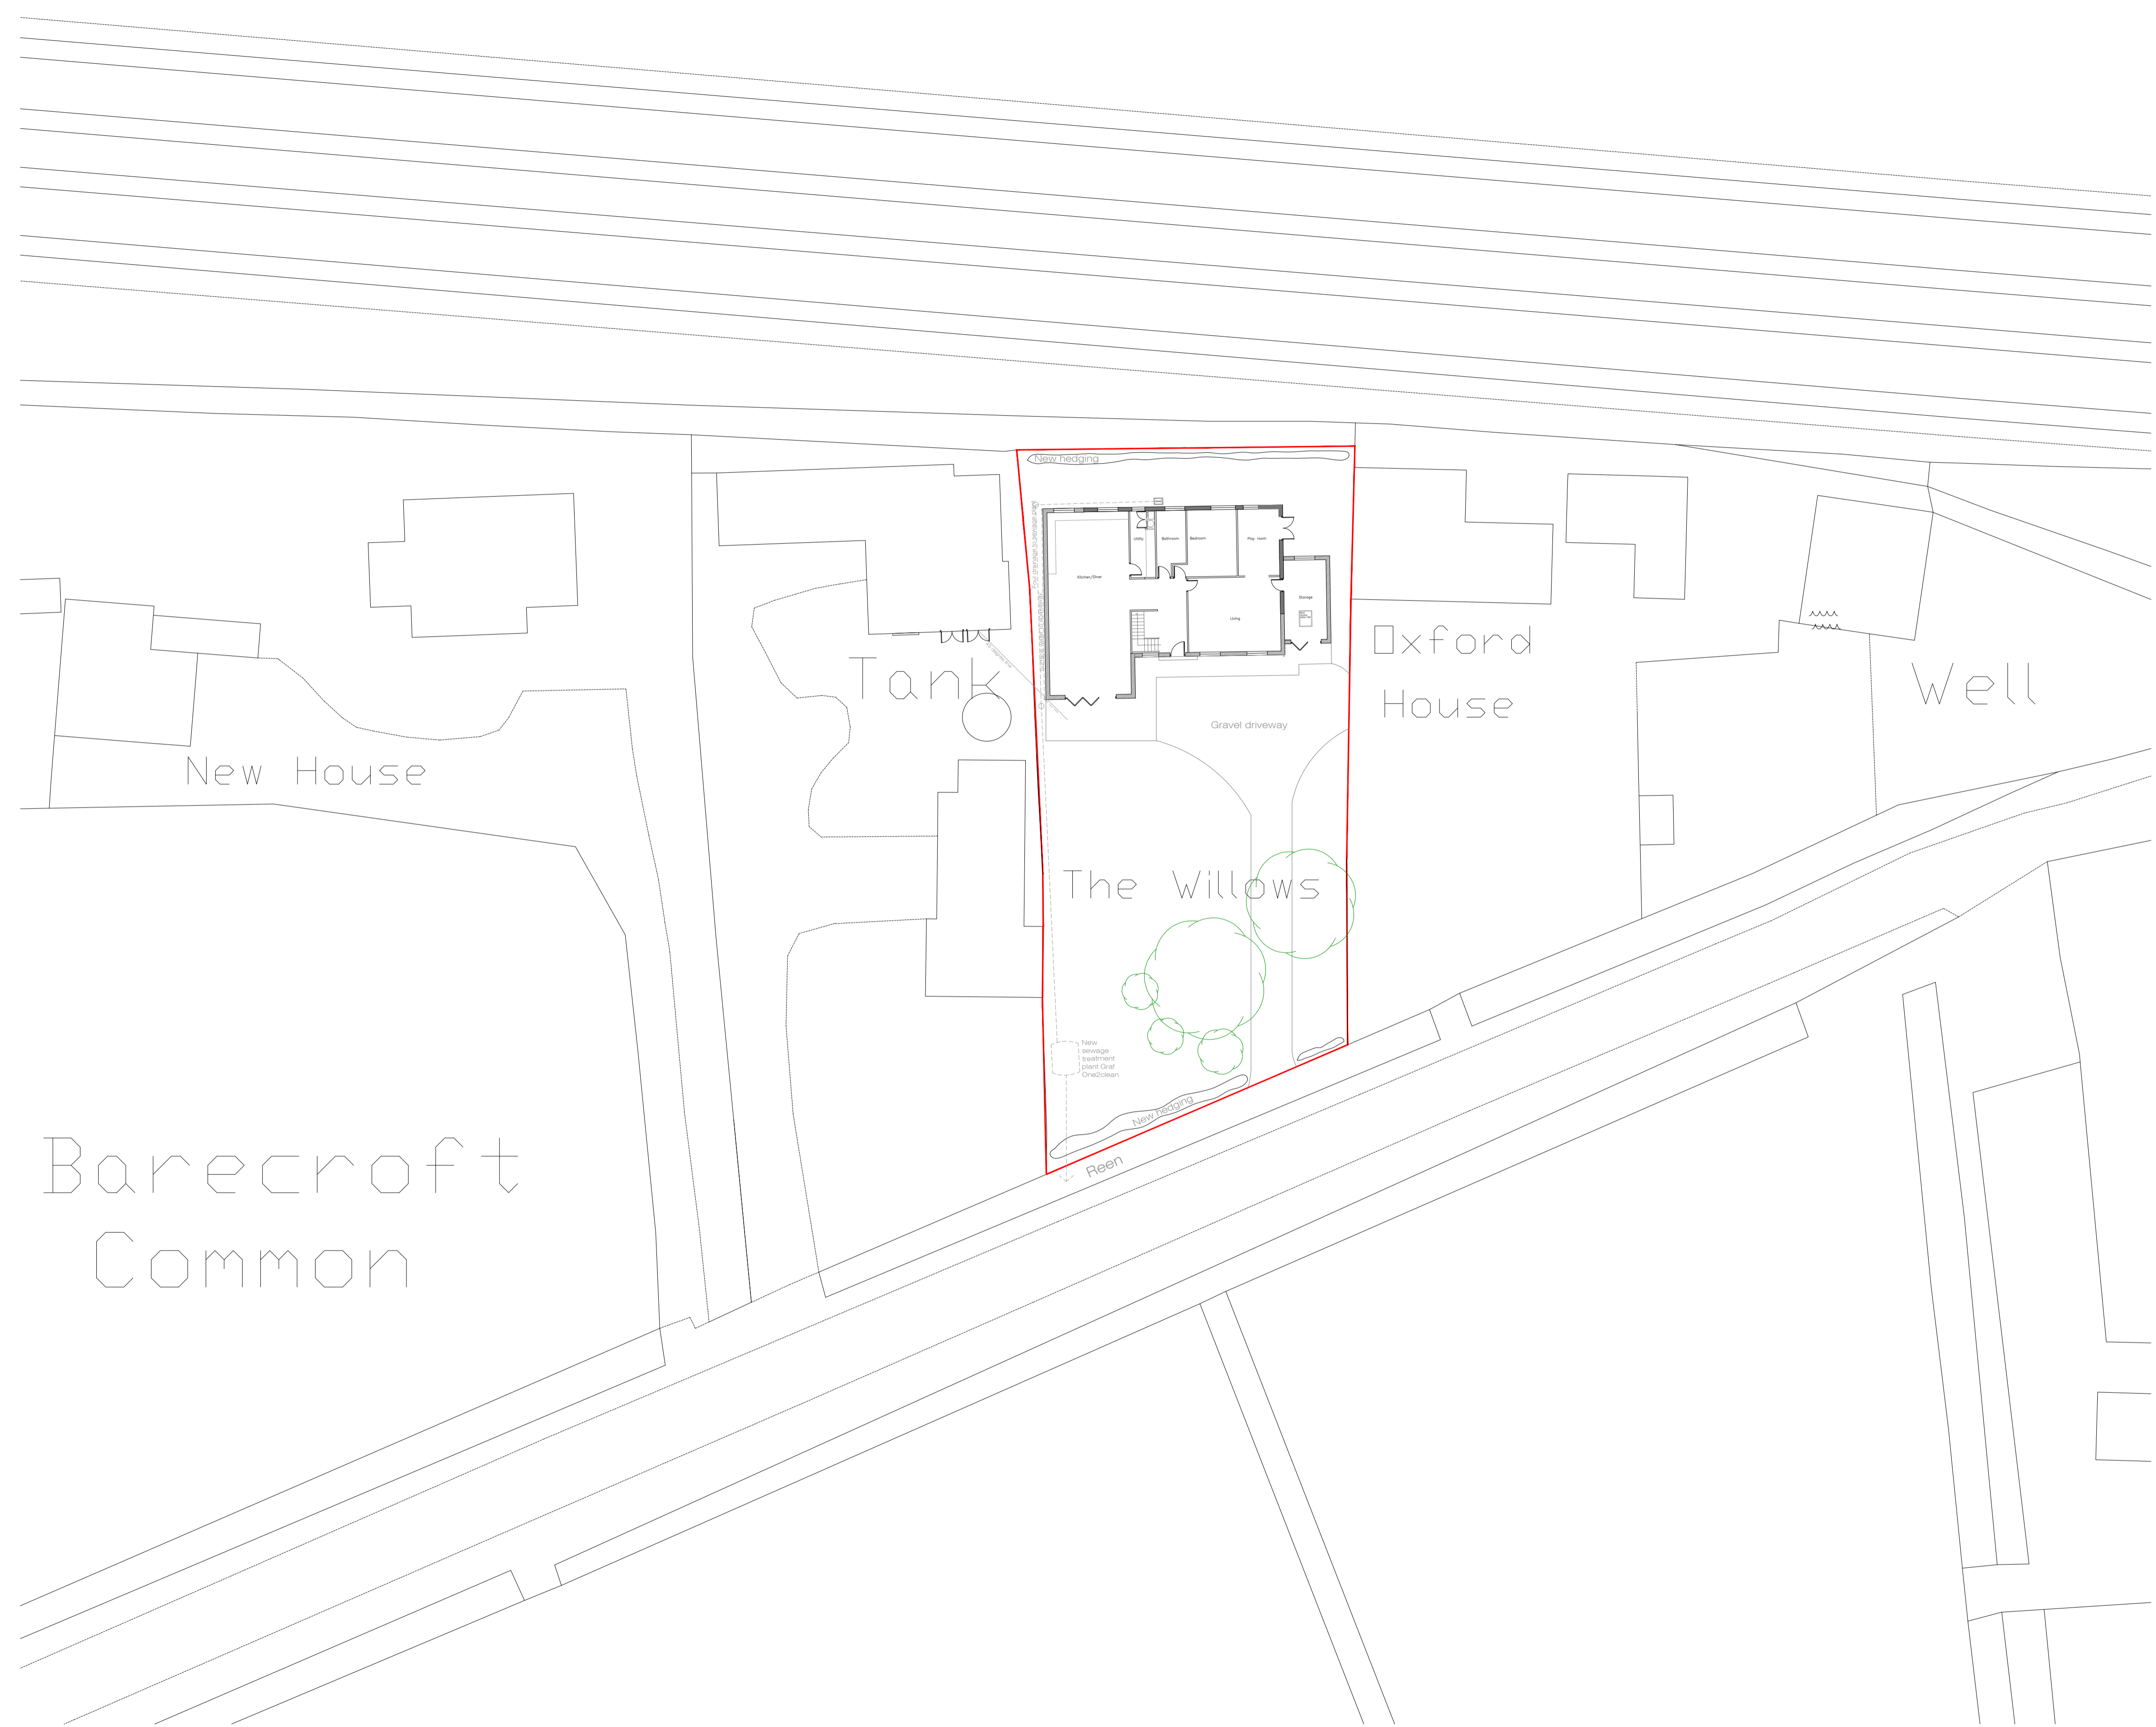 New hedging
Utility
Bathroom
Bedroom
Play room
Kitchen/Diner
Storage
Living
Oxford
House
Tank
Well
Gravel driveway
New House
The Willows
New
sewage
treatment
plant Graf
One2clean
New hedging
Reen
Barecroft
Common